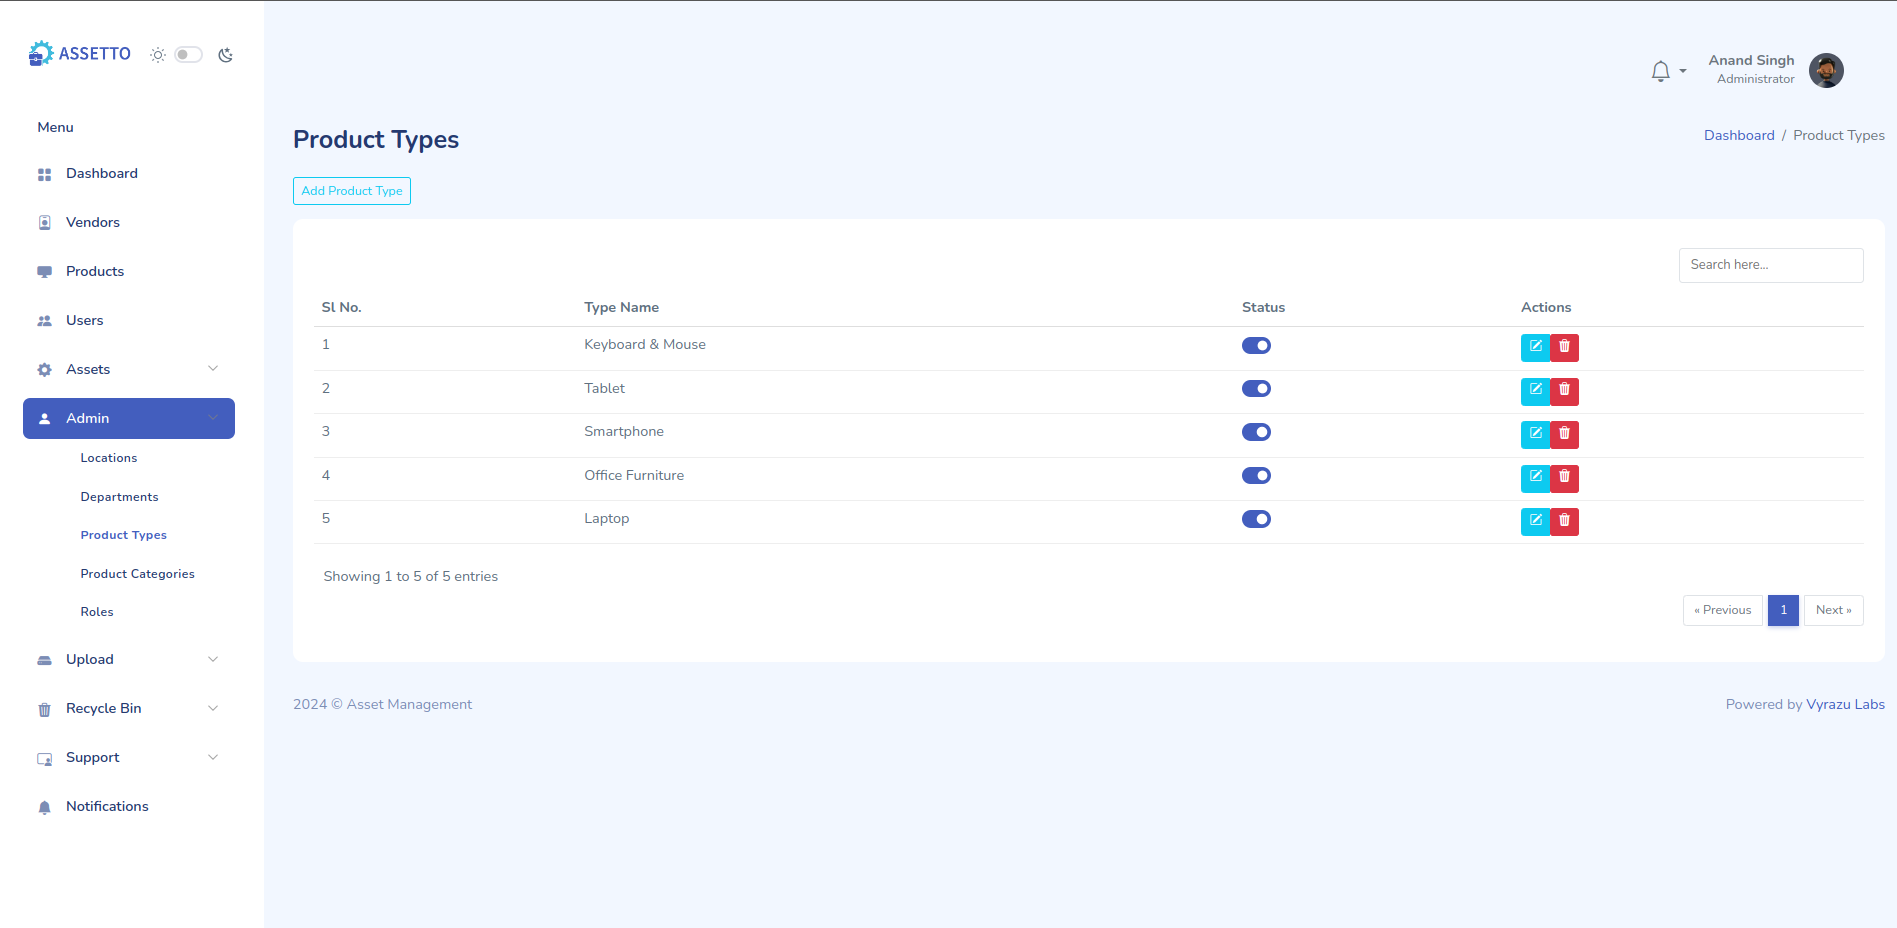 ASSETTO
Anand Singh
Administrator
Menu
Dashboard
Vendors
Products
Users
Assets
Admin
Locations
Departments
Product Types
Product Categories
Roles
Upload
Recycle Bin
Support
Notifications
Product Types
Dashboard / Product Types
Add Product Type
Search here...
Sl No. Type Name Status Actions
1 Keyboard & Mouse
2 Tablet
3 Smartphone
4 Office Furniture
5 Laptop
Showing 1 to 5 of 5 entries
« Previous 1 Next »
2024 © Asset Management
Powered by Vyrazu Labs